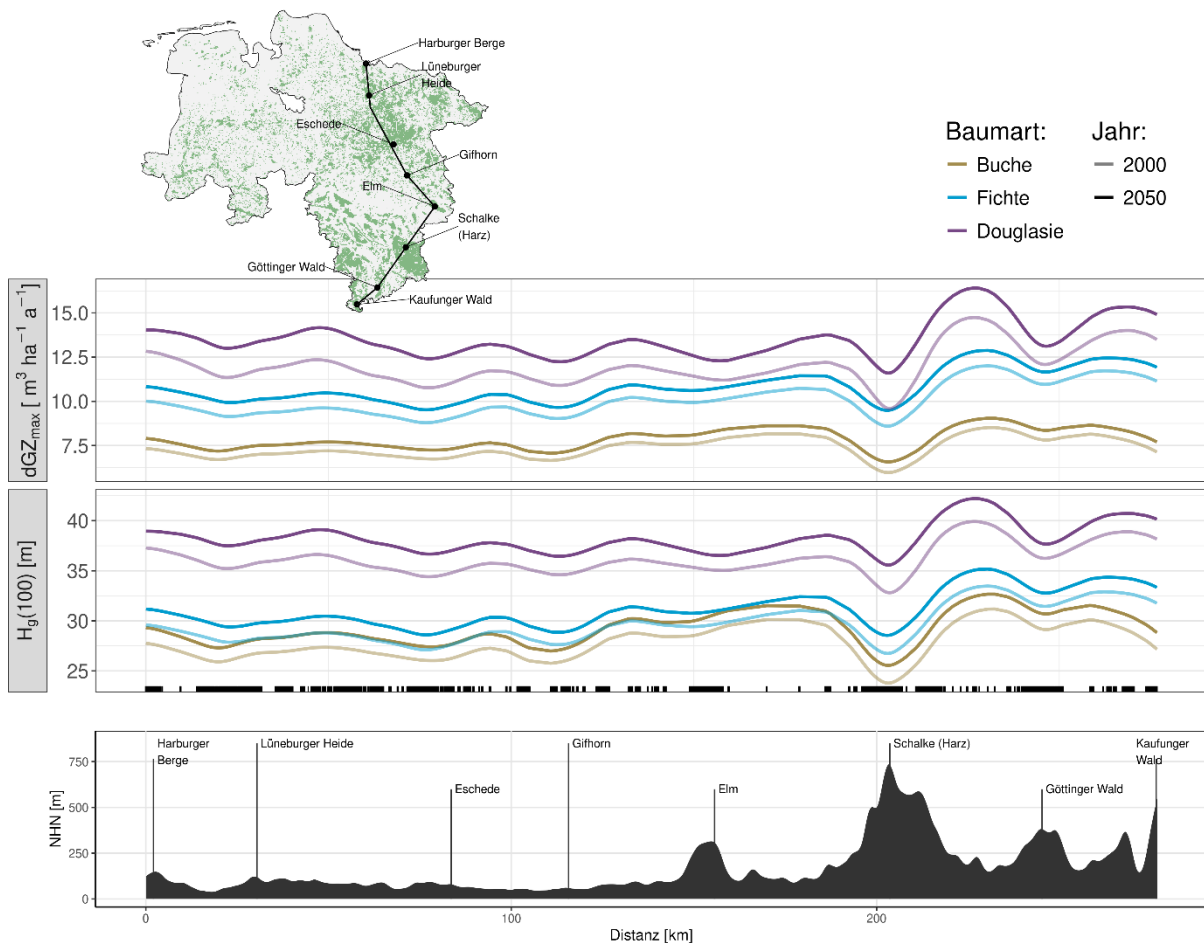 Harburger Berge
Lüneburger
Heide
Eschede
Gifhorn
Elm
Schalke
(Harz)
Göttinger Wald
Kaufunger Wald
Baumart:
Buche
Fichte
Douglasie
Jahr:
2000
2050
dGZmax [ m³ ha⁻¹ a⁻¹ ]
15.0
12.5
10.0
7.5
Hg(100) [m]
40
35
30
25
NHN [m]
750
500
250
0
Harburger
Berge
Lüneburger Heide
Eschede
Gifhorn
Elm
Schalke (Harz)
Göttinger Wald
Kaufunger
Wald
0
100
200
Distanz [km]